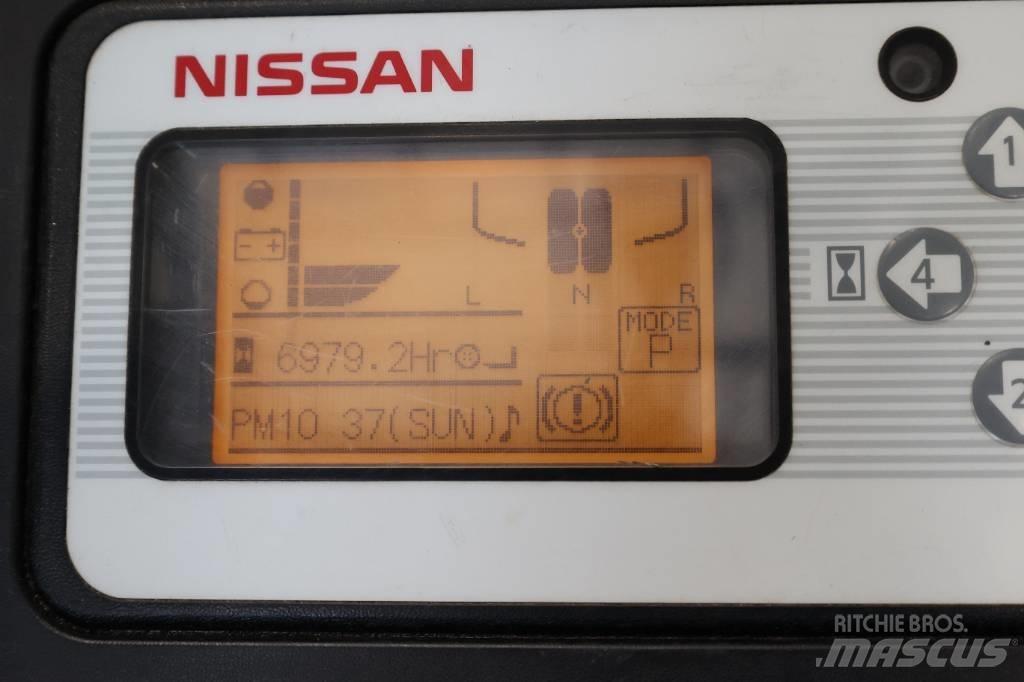 NISSAN
1
4
2
L N R
MODE
P
6979.2Hr
PM10 37(SUN)♪
RITCHIE BROS.
MASCUS